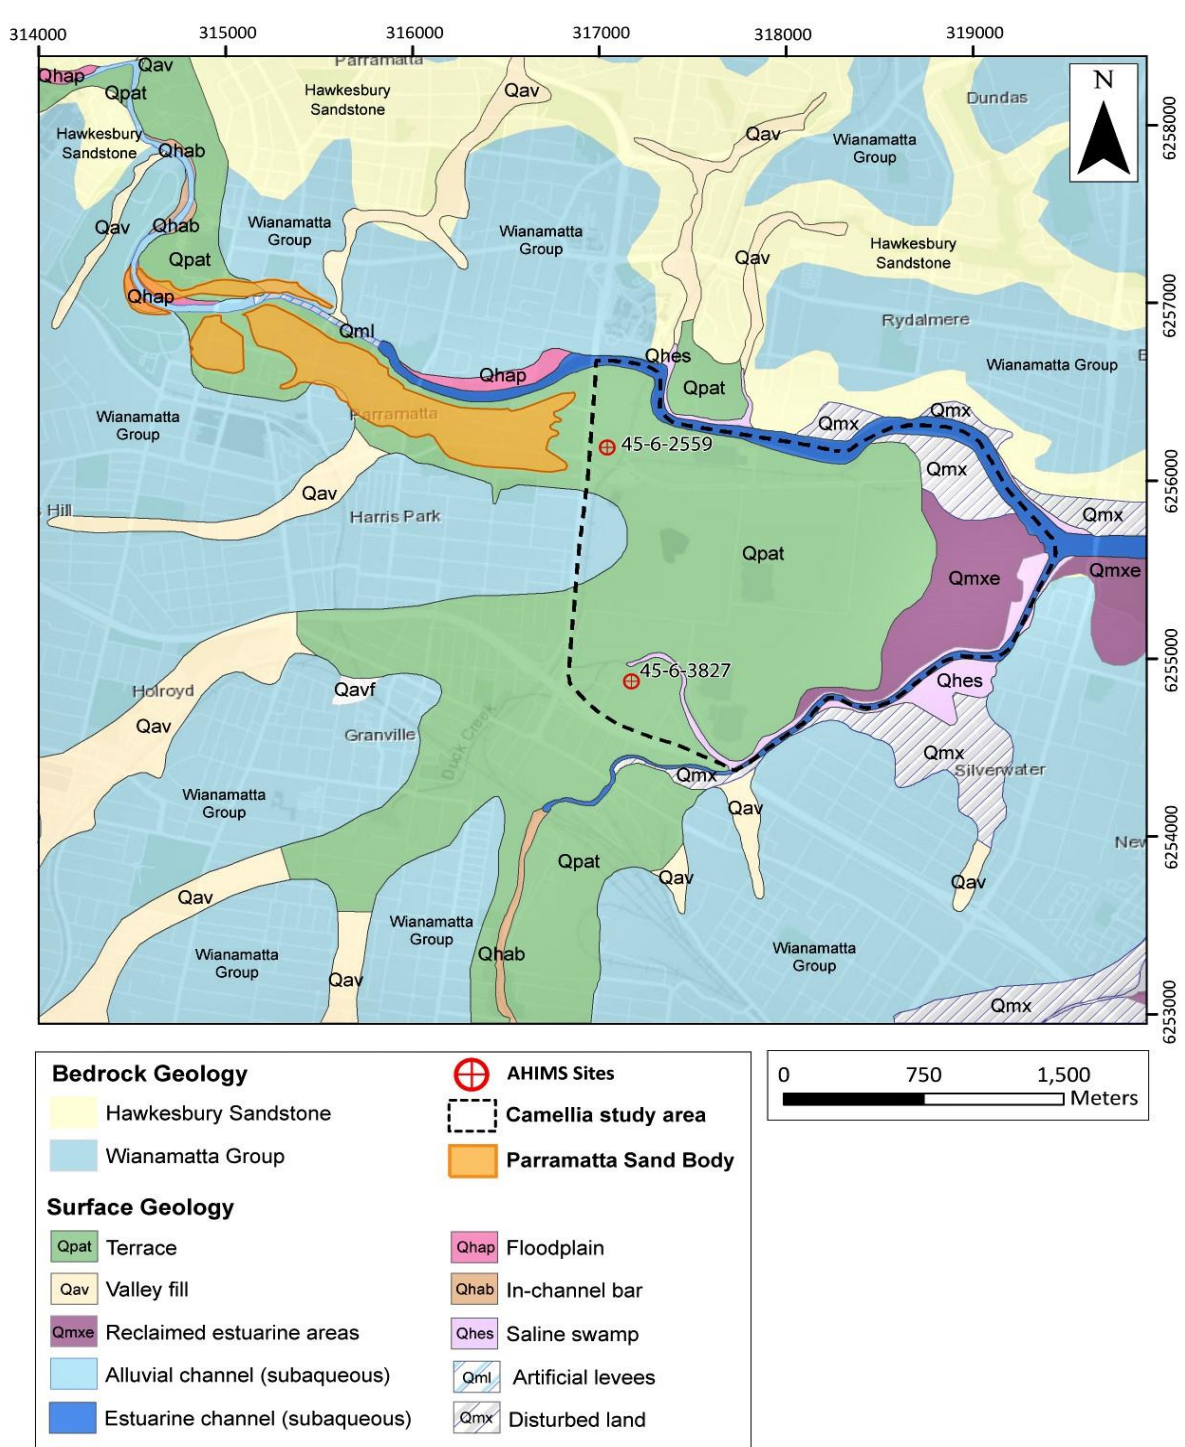 314000 315000 316000 317000 318000 319000
Parramatta
Qav
Qhap
Qpat
Hawkesbury
Sandstone
Qav
Dundas
N
6258000
Hawkesbury
Sandstone
Qhab
Qav
Wianamatta
Group
Qav
Qhab
Wianamatta
Group
Wianamatta
Group
Qpat
Qav
Hawkesbury
Sandstone
Qhap
6257000
Qml
Rydalmere
Qhes
Wianamatta Group
E
Qhap
Qpat
Wianamatta
Group
Parramatta
Qmx
Qmx
45-6-2559
Qmx
6256000
Qav
Hill
Harris Park
Qmx
Qpat
Qmxe
Qmxe
6255000
45-6-3827
Holroyd
Qavf
Qhes
Qav
Granville
Duck Creek
Qmx
Qmx
Silverwater
Wianamatta
Group
Qav
6254000
New
Qpat
Qav
Qav
Qav
Wianamatta
Group
Wianamatta
Group
Qhab
Wianamatta
Group
Qav
Qmx
6253000
Bedrock Geology
Hawkesbury Sandstone
Wianamatta Group
AHIMS Sites
Camellia study area
Parramatta Sand Body
0 750 1,500
Meters
Surface Geology
Qpat Terrace
Qav Valley fill
Qmxe Reclaimed estuarine areas
Alluvial channel (subaqueous)
Estuarine channel (subaqueous)
Qhap Floodplain
Qhab In-channel bar
Qhes Saline swamp
Qml Artificial levees
Qmx Disturbed land